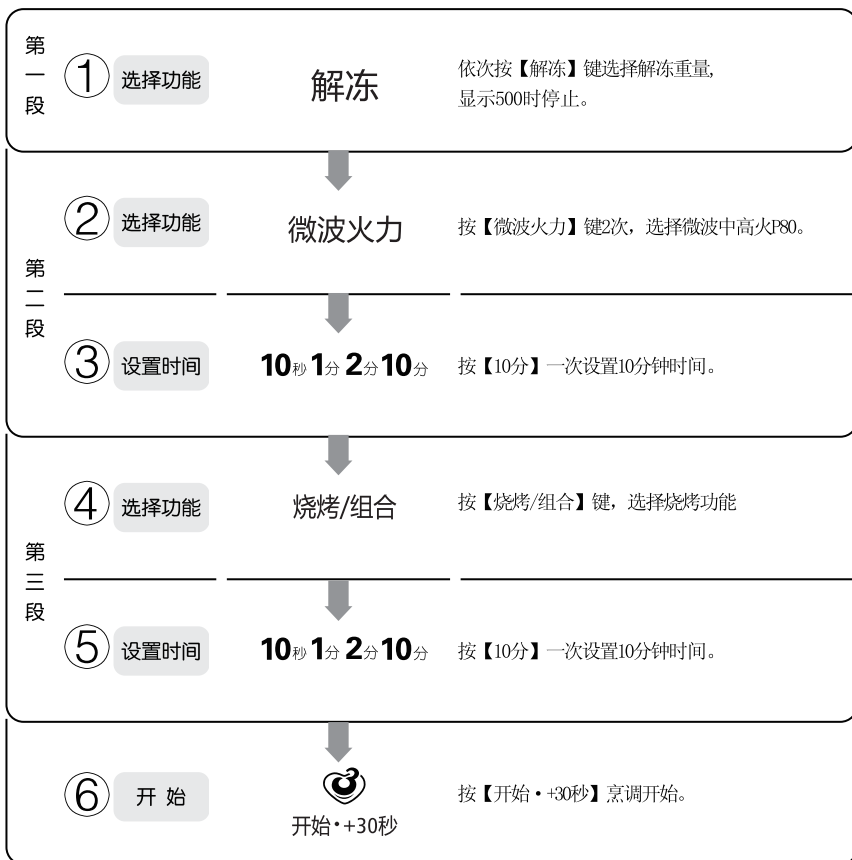 第一段
① 选择功能
解冻
依次按【解冻】键选择解冻重量,
显示500时停止。
第二段
② 选择功能
微波火力
按【微波火力】键2次，选择微波中高火P80。
③ 设置时间
10秒 1分 2分 10分
按【10分】一次设置10分钟时间。
第三段
④ 选择功能
烧烤/组合
按【烧烤/组合】键，选择烧烤功能
⑤ 设置时间
10秒 1分 2分 10分
按【10分】一次设置10分钟时间。
⑥ 开 始
开始·+30秒
按【开始·+30秒】烹调开始。